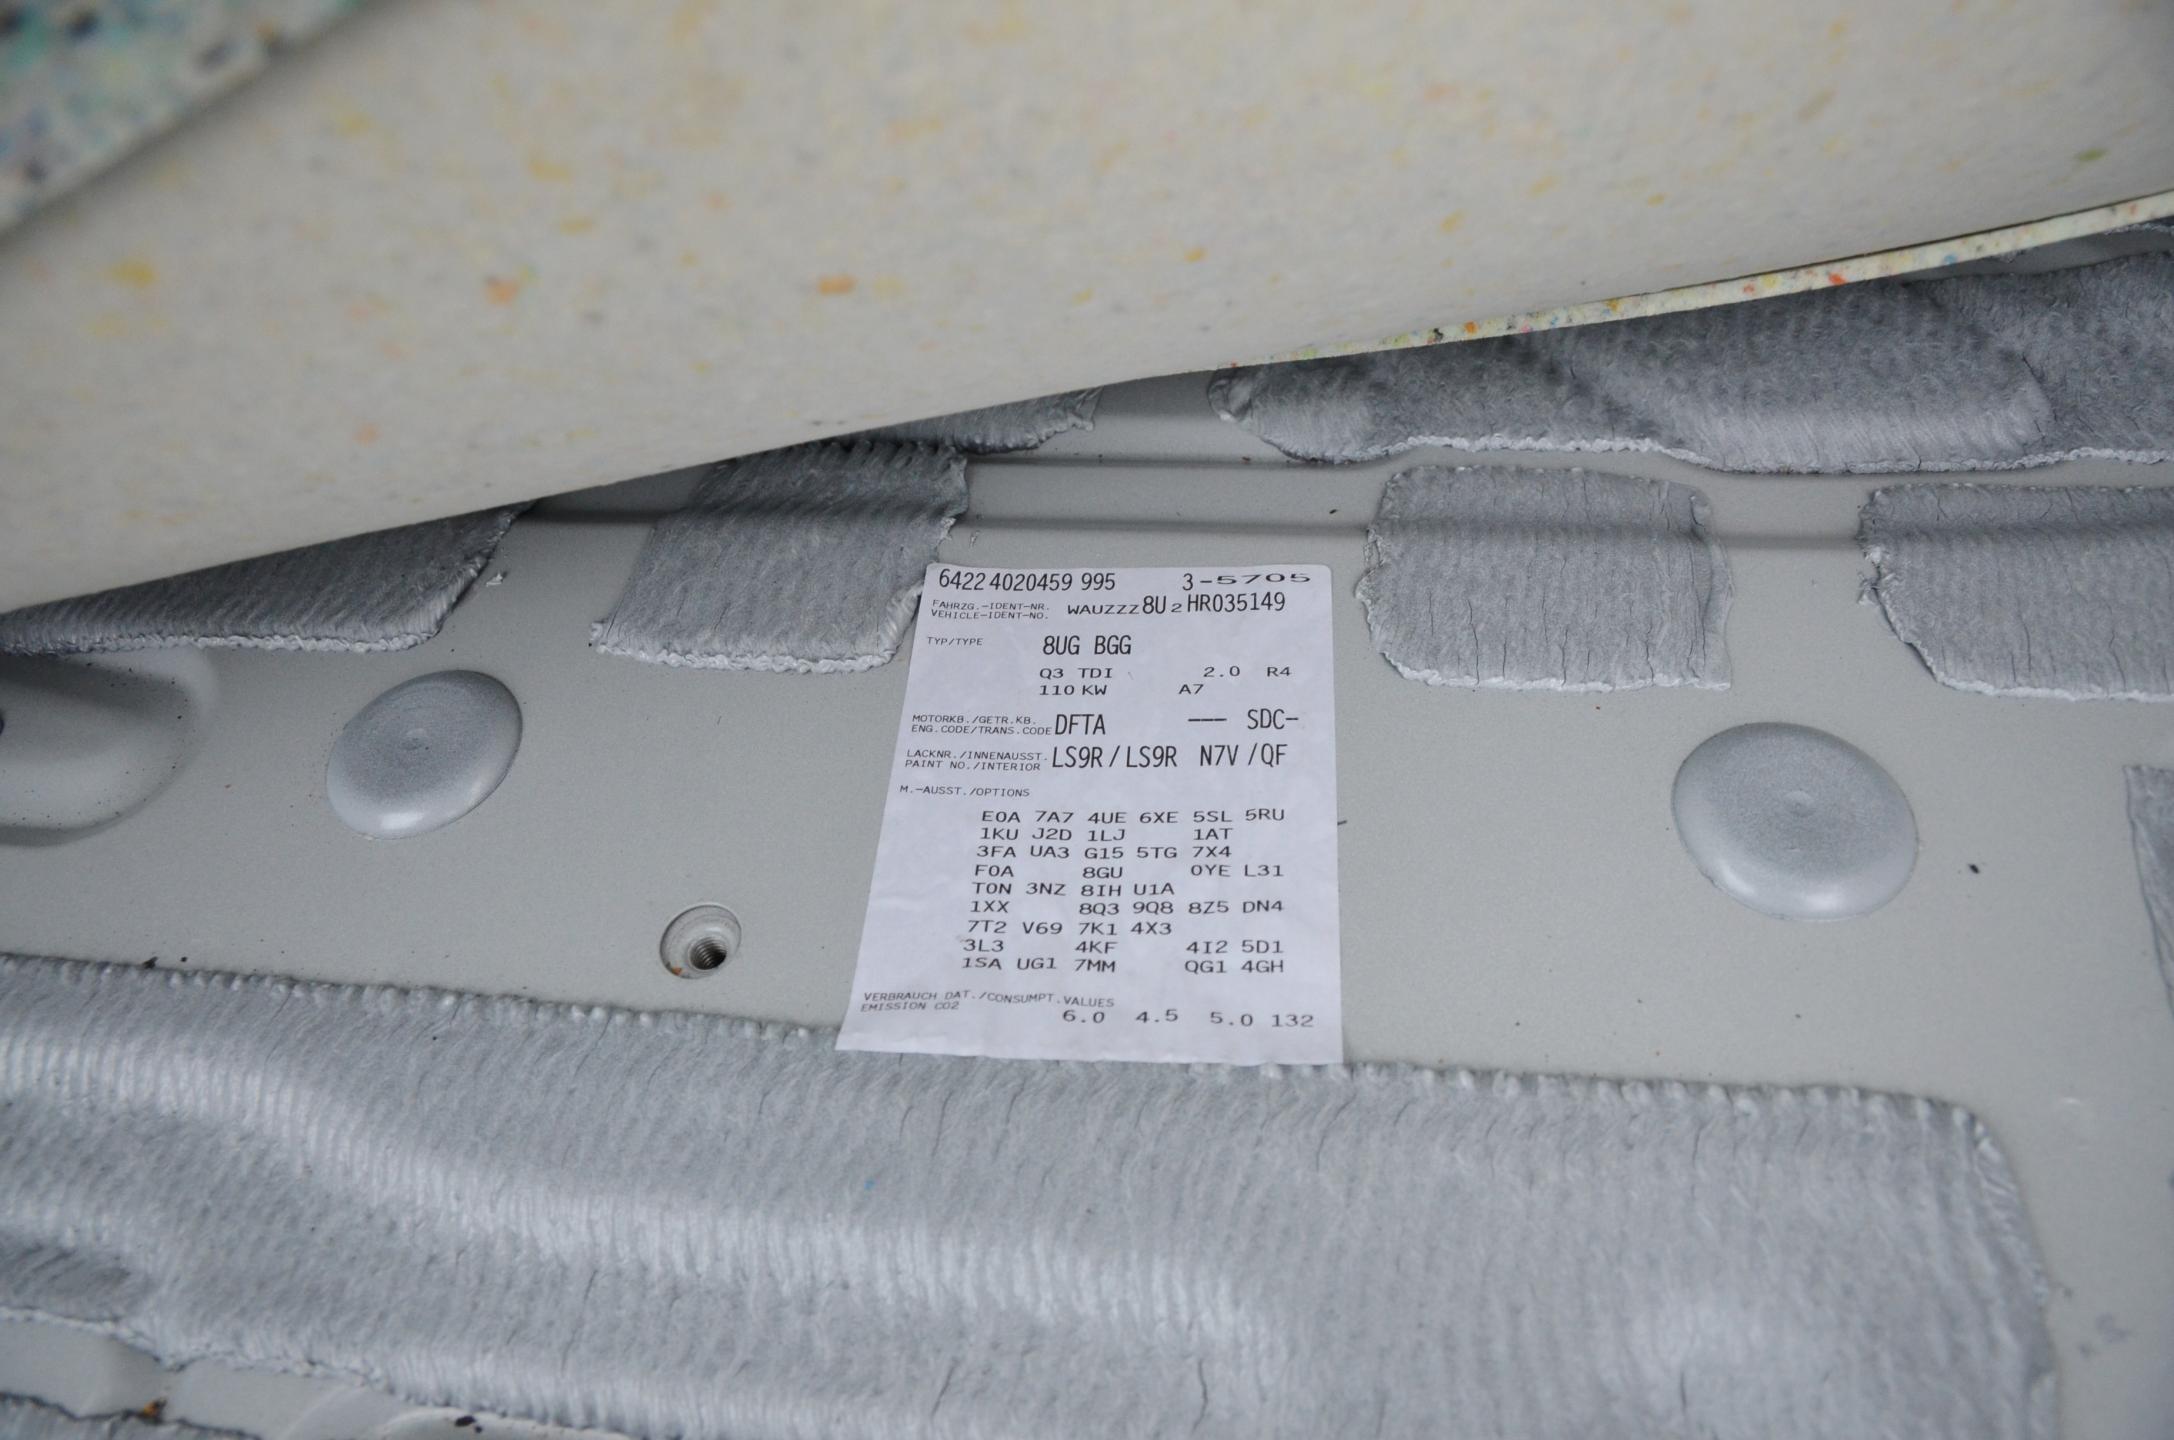 6422 4020459 995 3-5705
FAHRZG.-IDENT-NR.
VEHICLE-IDENT-NO. WAUZZZ8U2HR035149
TYP/TYPE 8UG BGG
Q3 TDI 2.0 R4
110 KW A7
MOTORKB./GETR.KB.
ENG.CODE/TRANS.CODE DFTA --- SDC-
LACKNR./INNENAUSST.
PAINT NO./INTERIOR LS9R/LS9R N7V/QF
M.-AUSST./OPTIONS
E0A 7A7 4UE 6XE 5SL 5RU
1KU J2D 1LJ 1AT
3FA UA3 G15 5TG 7X4
F0A 8GU 0YE L31
T0N 3NZ 8IH U1A
1XX 8Q3 9Q8 8Z5 DN4
7T2 V69 7K1 4X3
3L3 4KF 4I2 5D1
1SA UG1 7MM QG1 4GH
VERBRAUCH DAT./CONSUMPT.VALUES
EMISSION CO2
6.0 4.5 5.0 132